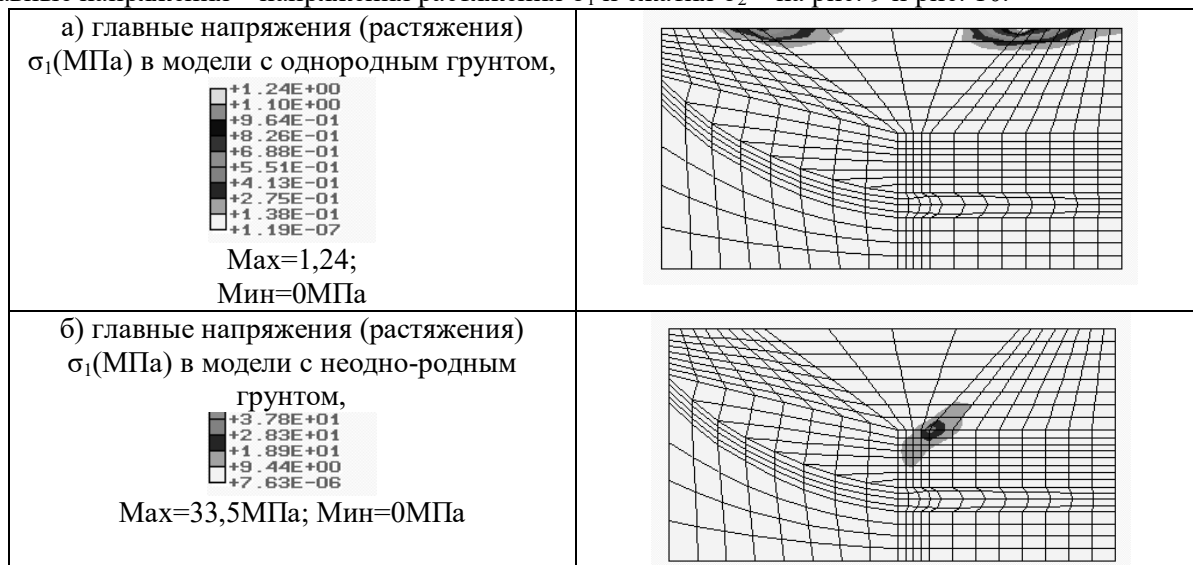 а) главные напряжения (растяжения)
σ₁(МПа) в модели с однородным грунтом,
+1.24E+00
+1.10E+00
+9.64E-01
+8.26E-01
+6.88E-01
+5.51E-01
+4.13E-01
+2.75E-01
+1.38E-01
+1.19E-07
Max=1,24;
Мин=0МПа
б) главные напряжения (растяжения)
σ₁(МПа) в модели с неодно-родным
грунтом,
+3.78E+01
+2.83E+01
+1.89E+01
+9.44E+00
+7.63E-06
Max=33,5МПа; Мин=0МПа